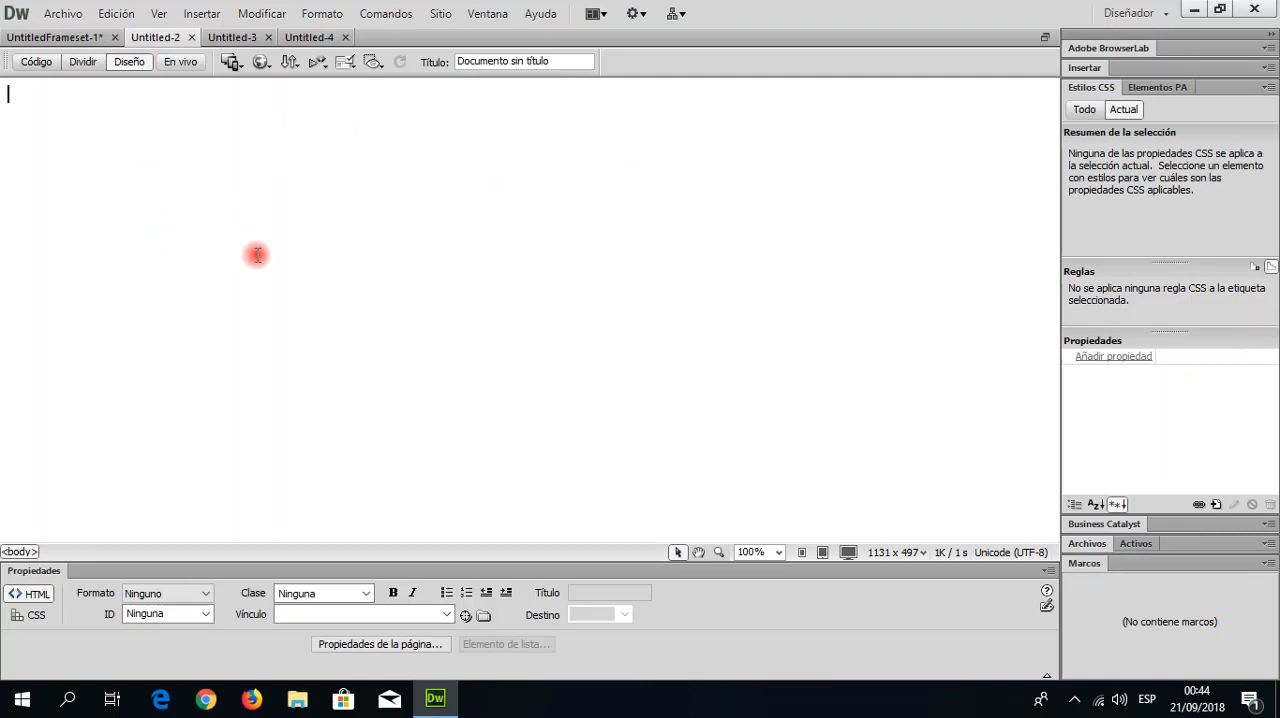 Dw Archivo Edición Ver Insertar Modificar Formato Comandos Sitio Ventana Ayuda Diseñador
UntitledFrameset-1* Untitled-2 Untitled-3 Untitled-4
Código Dividir Diseño En vivo Título: Documento sin título
Adobe BrowserLab
Insertar
Estilos CSS Elementos PA
Todo Actual
Resumen de la selección
Ninguna de las propiedades CSS se aplica a
la selección actual. Seleccione un elemento
con estilos para ver cuáles son las
propiedades CSS aplicables.
Reglas
No se aplica ninguna regla CSS a la etiqueta
seleccionada.
Propiedades
Añadir propiedad
Business Catalyst
Archivos Activos
Marcos
(No contiene marcos)
<body> 100% 1131 x 497 1K / 1 s Unicode (UTF-8)
Propiedades
<> HTML Formato Ninguno Clase Ninguna B I Título
CSS ID Ninguna Vínculo Destino
Propiedades de la página... Elemento de lista...
Dw ESP 00:44
21/09/2018 1